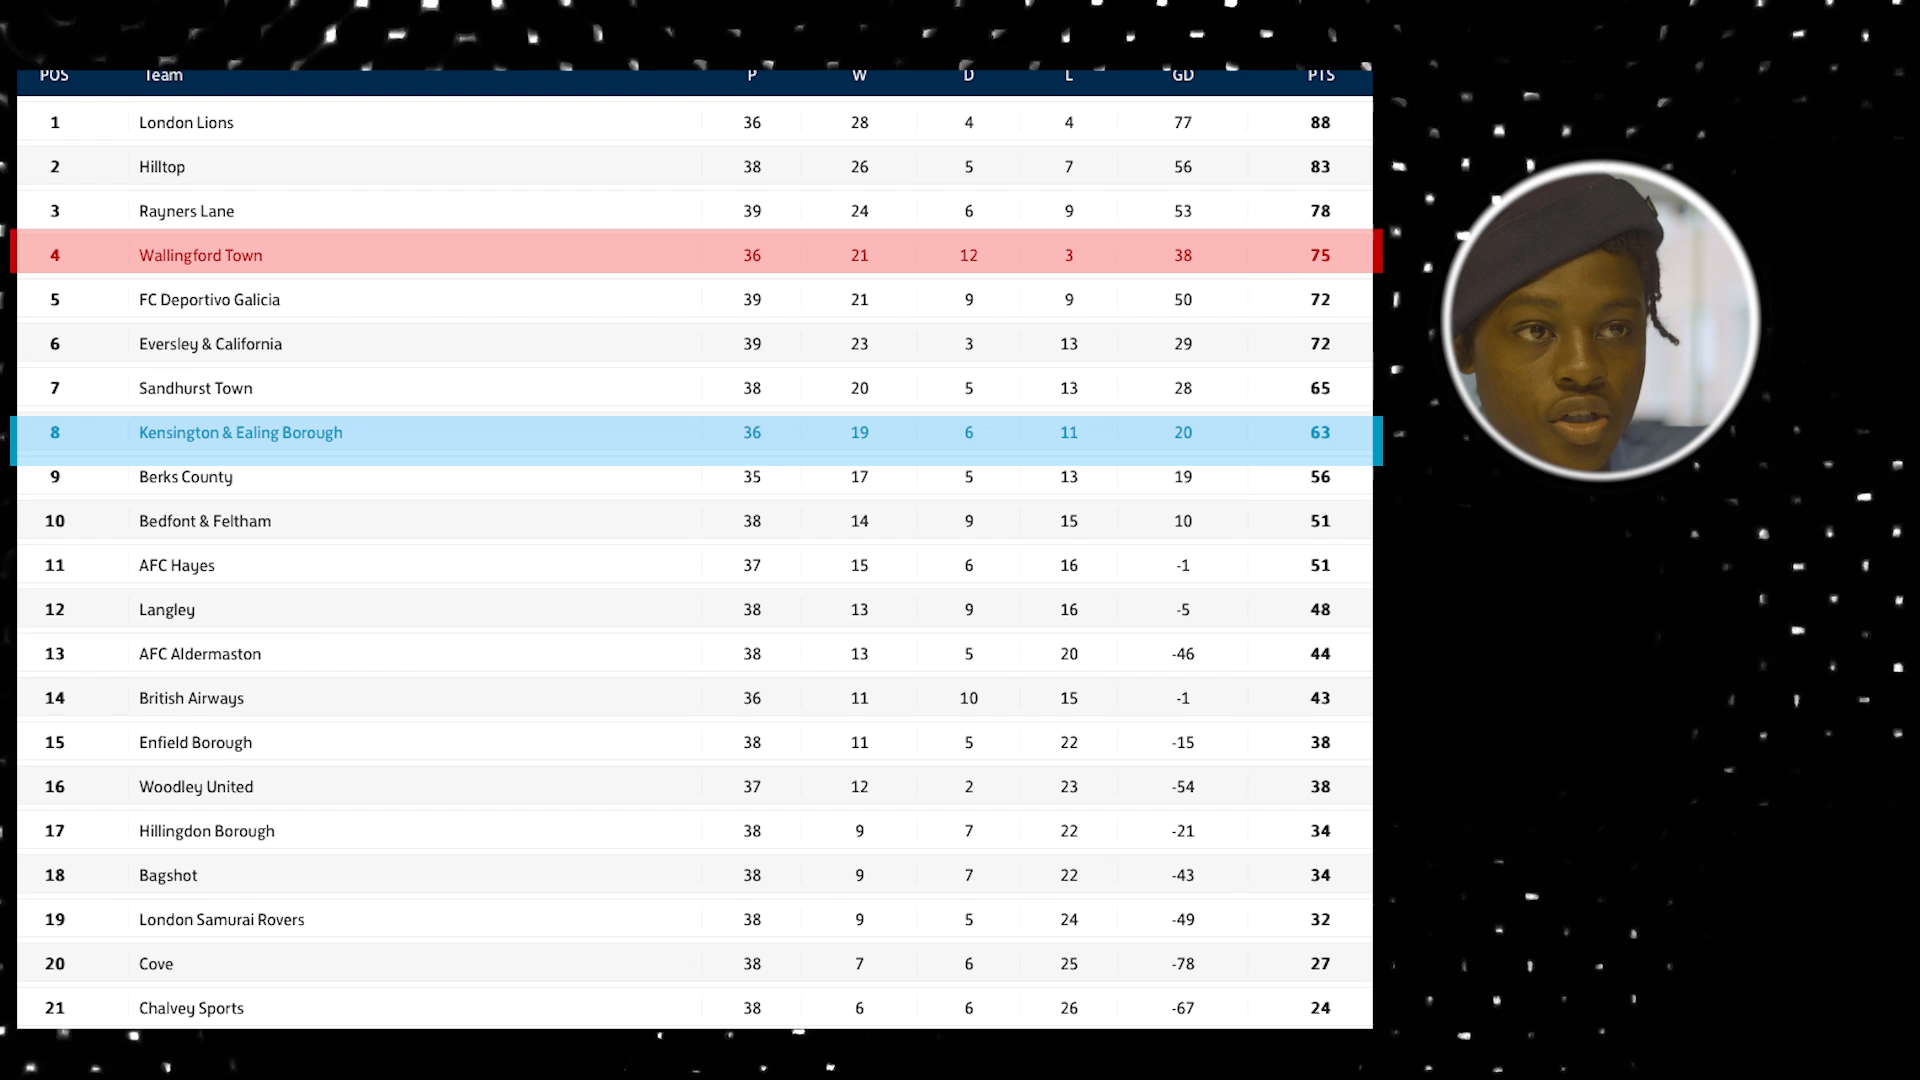 POS Team P W D L GD PTS
1 London Lions 36 28 4 4 77 88
2 Hilltop 38 26 5 7 56 83
3 Rayners Lane 39 24 6 9 53 78
4 Wallingford Town 36 21 12 3 38 75
5 FC Deportivo Galicia 39 21 9 9 50 72
6 Eversley & California 39 23 3 13 29 72
7 Sandhurst Town 38 20 5 13 28 65
8 Kensington & Ealing Borough 36 19 6 11 20 63
9 Berks County 35 17 5 13 19 56
10 Bedfont & Feltham 38 14 9 15 10 51
11 AFC Hayes 37 15 6 16 -1 51
12 Langley 38 13 9 16 -5 48
13 AFC Aldermaston 38 13 5 20 -46 44
14 British Airways 36 11 10 15 -1 43
15 Enfield Borough 38 11 5 22 -15 38
16 Woodley United 37 12 2 23 -54 38
17 Hillingdon Borough 38 9 7 22 -21 34
18 Bagshot 38 9 7 22 -43 34
19 London Samurai Rovers 38 9 5 24 -49 32
20 Cove 38 7 6 25 -78 27
21 Chalvey Sports 38 6 6 26 -67 24